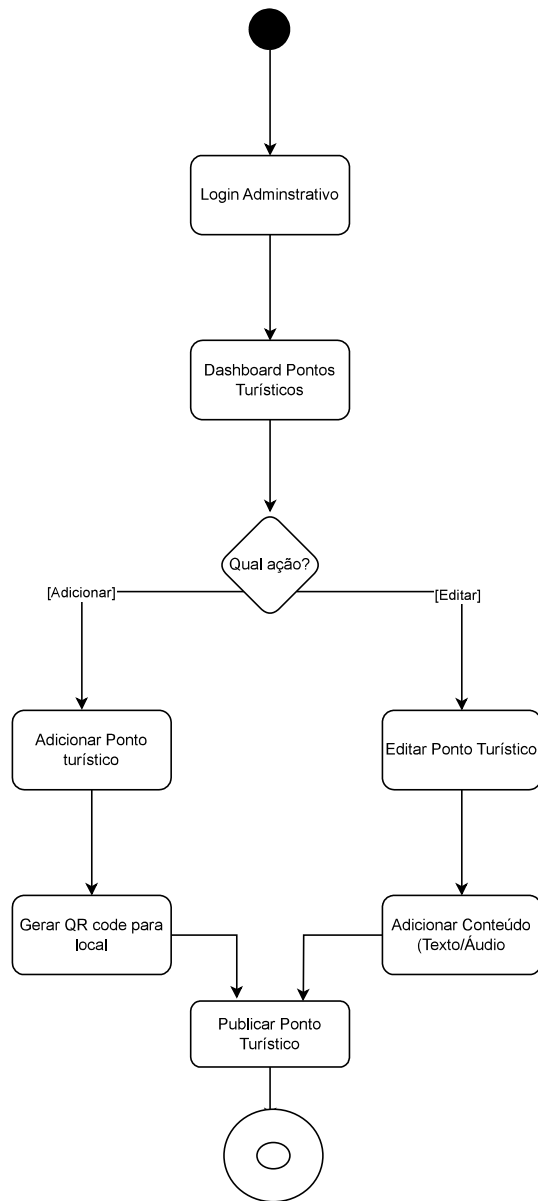 Login Adminstrativo
Dashboard Pontos
Turísticos
Qual ação?
[Adicionar]
[Editar]
Adicionar Ponto
turístico
Editar Ponto Turístico
Gerar QR code para
local
Adicionar Conteúdo
(Texto/Áudio
Publicar Ponto
Turístico